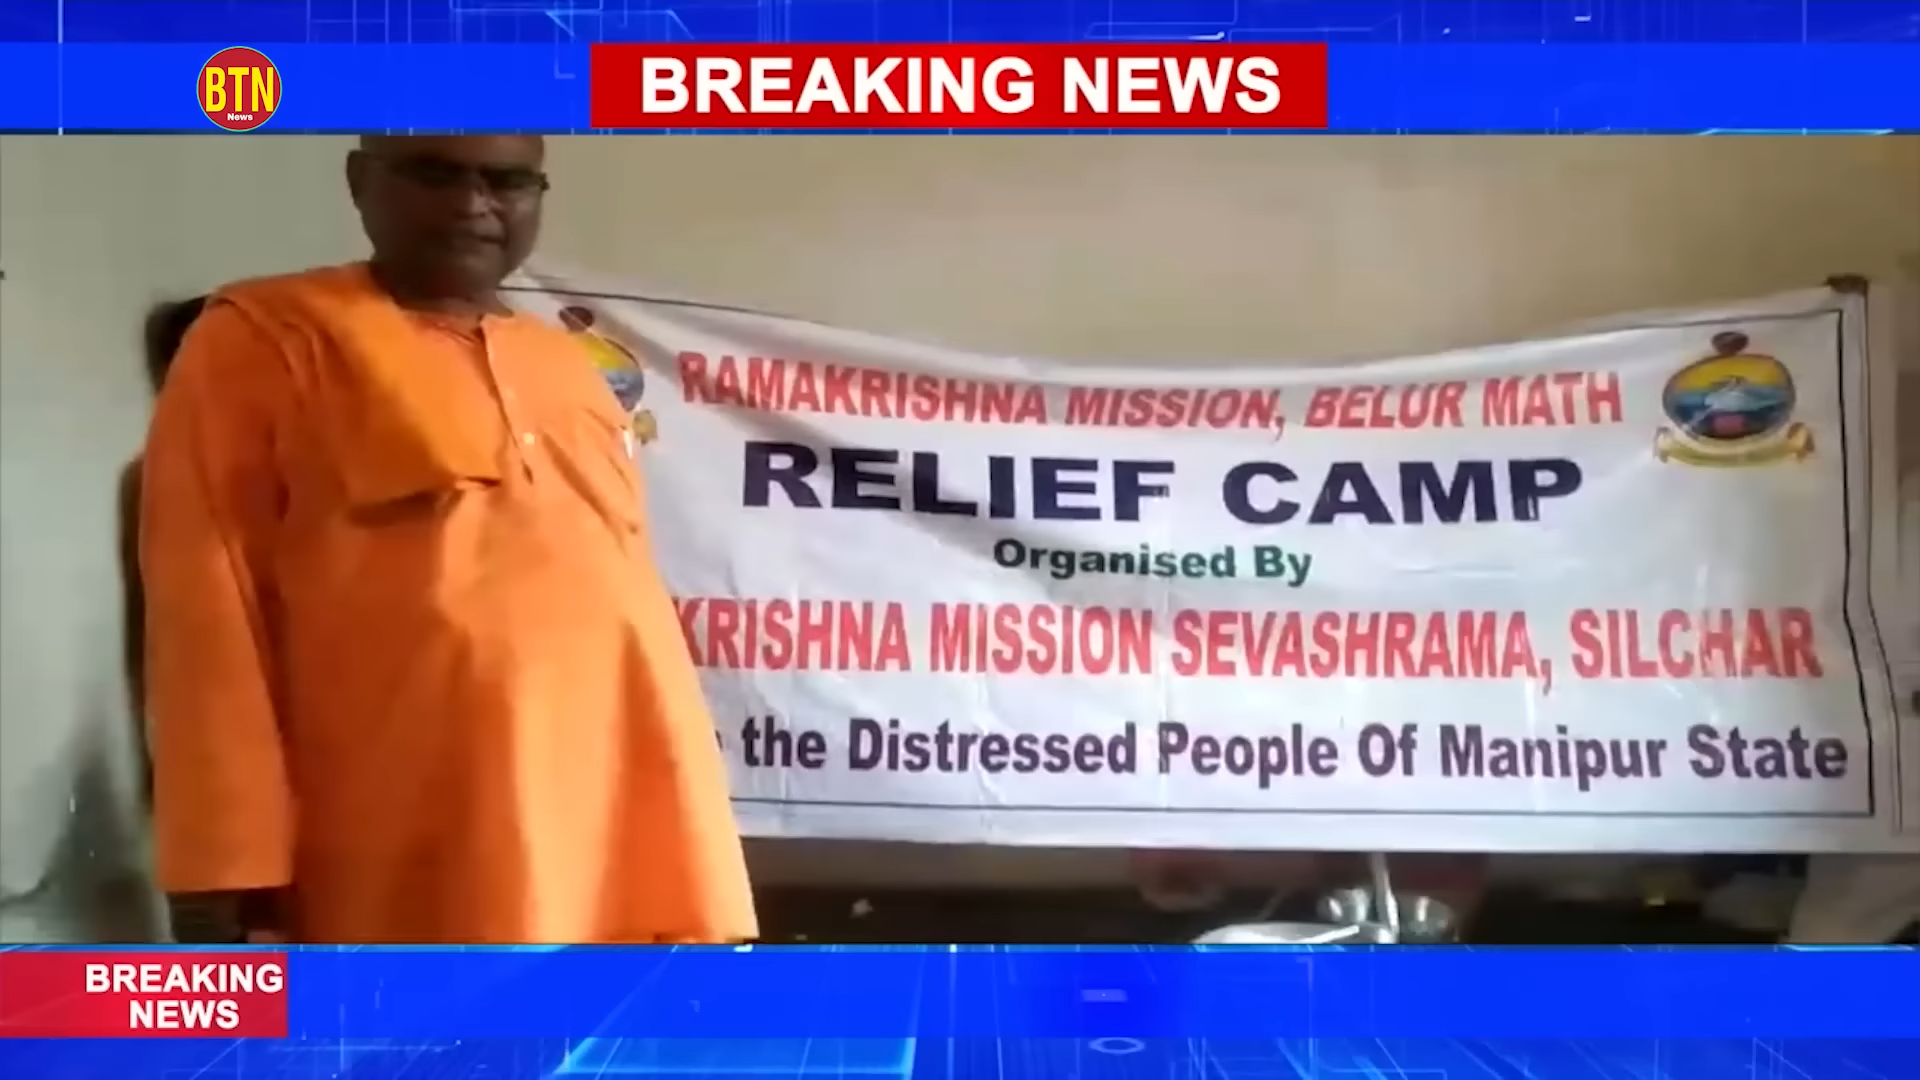 BTN
News
BREAKING NEWS
RAMAKRISHNA MISSION, BELUR MATH
RELIEF CAMP
Organised By
KRISHNA MISSION SEVASHRAMA, SILCHAR
the Distressed People Of Manipur State
BREAKING
NEWS